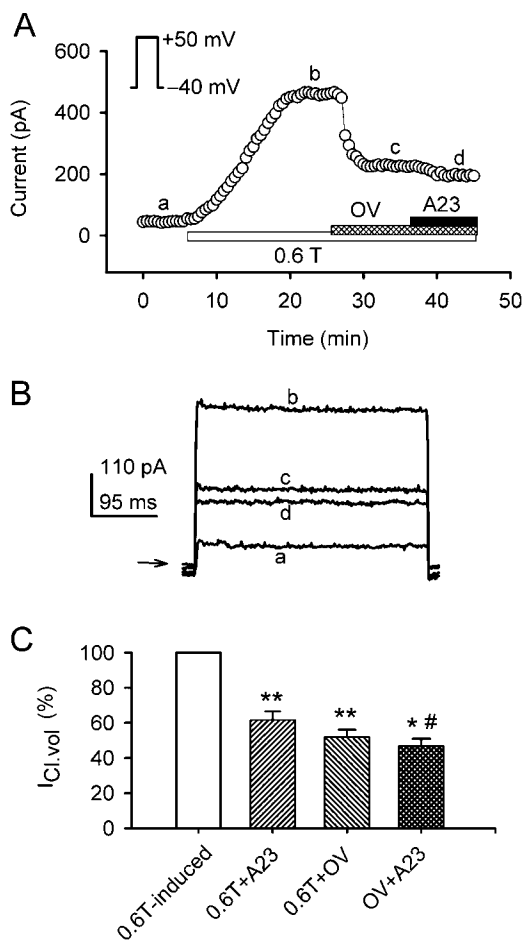 A
600
400
200
0
Current (pA)
+50 mV
−40 mV
a
b
c
d
OV
A23
0.6 T
0
10
20
30
40
50
Time (min)
B
110 pA
95 ms
b
c
d
a
C
100
80
60
40
20
0
ICl.vol (%)
**
**
* #
0.6T-induced
0.6T+A23
0.6T+OV
OV+A23